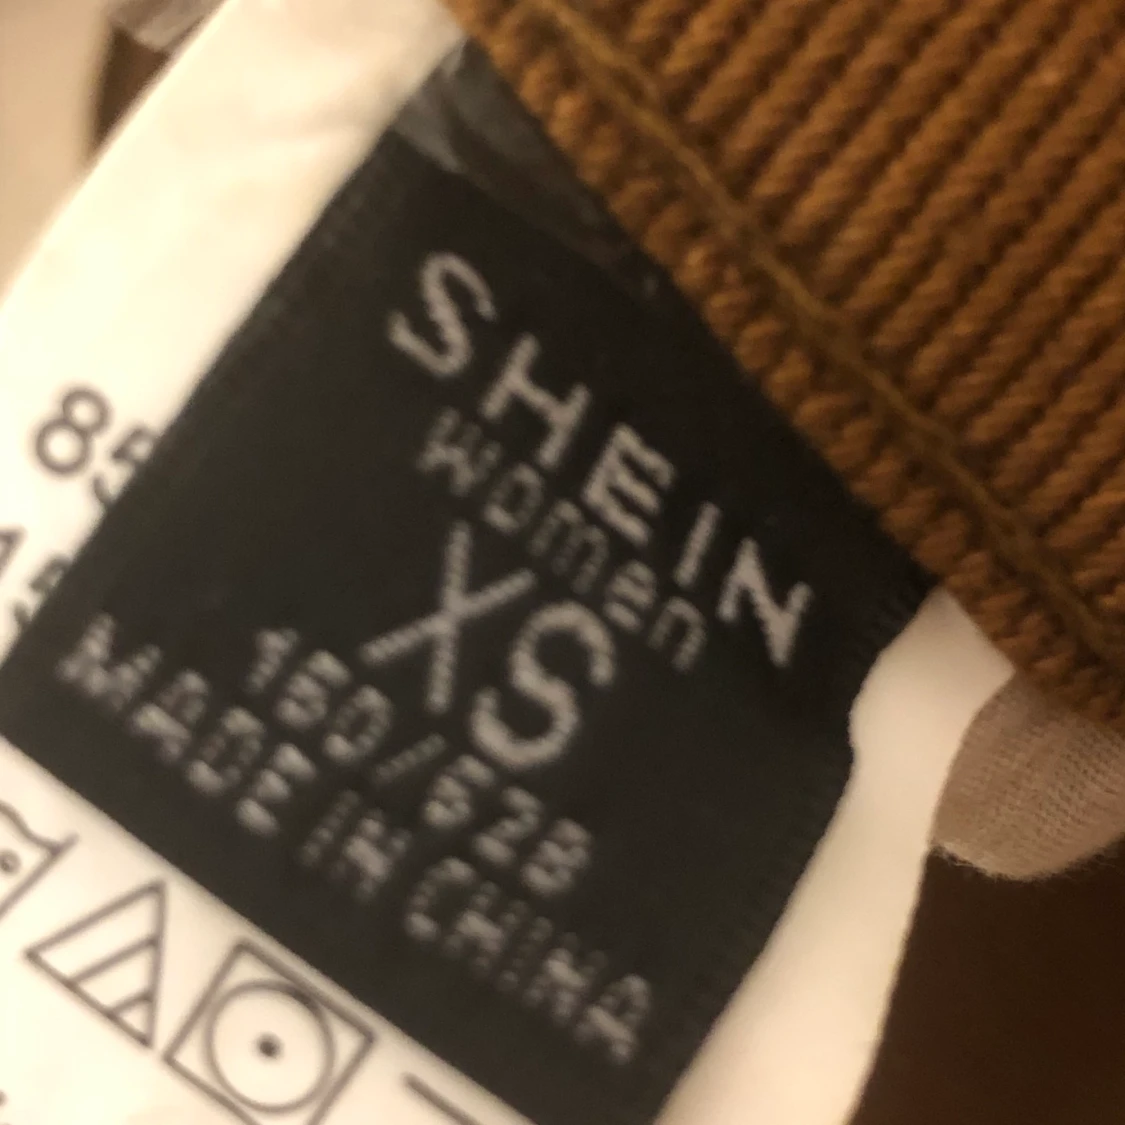 SHEIN
women
XS
160/62B
MADE IN CHINA